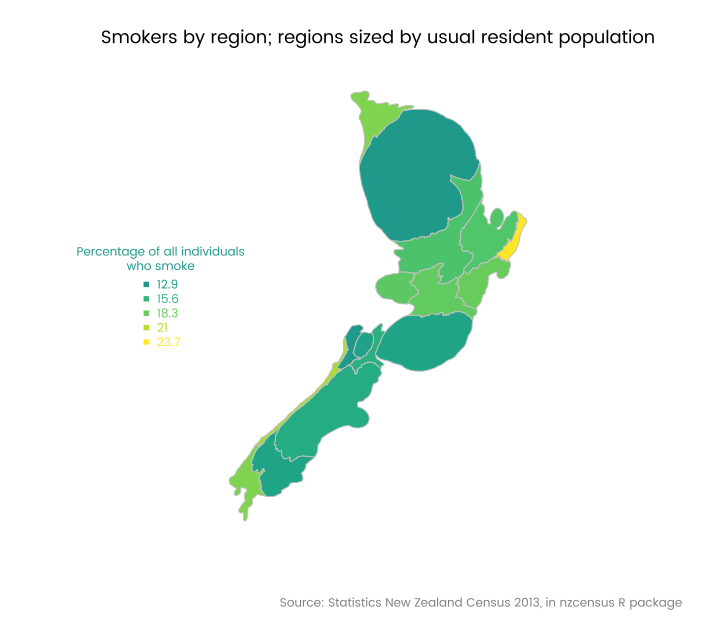 Smokers by region; regions sized by usual resident population
Percentage of all individuals
who smoke
12.9
15.6
18.3
21
23.7
Source: Statistics New Zealand Census 2013, in nzcensus R package